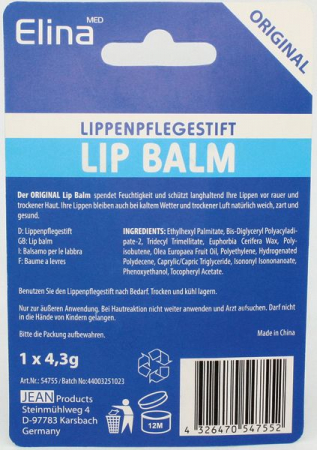 Elina MED
ORIGINAL
LIPPENPFLEGESTIFT
LIP BALM
Der ORIGINAL Lip Balm spendet Feuchtigkeit und schützt langhaltend Ihre Lippen vor rauer und
trockener Haut. Ihre Lippen bleiben auch bei kaltem Wetter und trockener Luft natürlich weich, zart und
gesund.
D: Lippenpflegestift
GB: Lip balm
I: Balsamo per le labbra
F: Baume a levres
INGREDIENTS: Ethylhexyl Palmitate, Bis-Diglyceryl Polyacyladi-
pate-2, Tridecyl Trimellitate, Euphorbia Cerifera Wax, Poly-
isobutene, Olea Europaea Fruit Oil, Polyethylene, Hydrogenated
Polydecene, Caprylic/Capric Triglyceride, Isononyl Isononanoate,
Phenoxyethanol, Tocopheryl Acetate.
Benutzen Sie den Lippenpflegestift nach Bedarf. Trocken und kühl lagern.
Nur zur äußeren Anwendung. Bei Hautreaktion nicht weiter anwenden und Arzt aufsuchen. Darf nicht
in die Hände von Kindern gelangen.
Bitte die Packung aufbewahren.
Made in China
1 x 4,3g
Art.Nr.: 54755 / Batch No: 44003251023
JEAN Products
Steinmühlweg 4
D-97783 Karsbach
Germany
12M
4 326470 547552